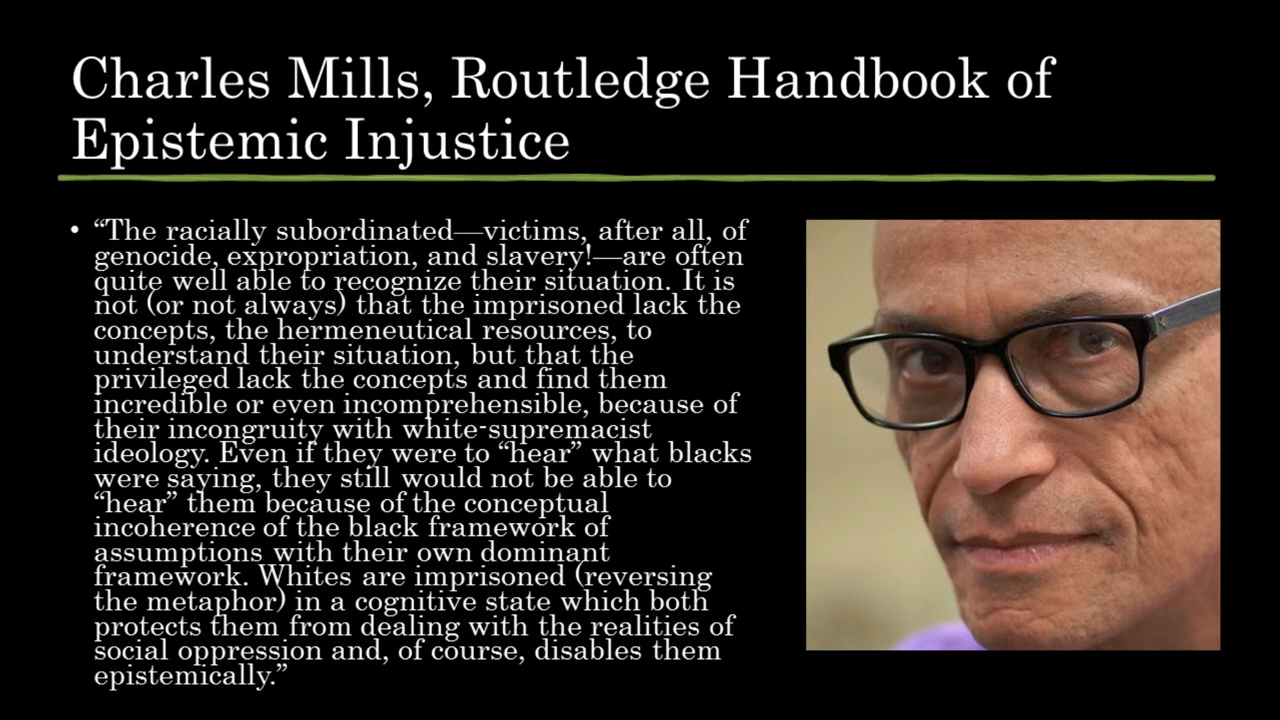 Charles Mills, Routledge Handbook of
Epistemic Injustice
• “The racially subordinated—victims, after all, of
genocide, expropriation, and slavery!—are often
quite well able to recognize their situation. It is
not (or not always) that the imprisoned lack the
concepts, the hermeneutical resources, to
understand their situation, but that the
privileged lack the concepts and find them
incredible or even incomprehensible, because of
their incongruity with white-supremacist
ideology. Even if they were to “hear” what blacks
were saying, they still would not be able to
“hear” them because of the conceptual
incoherence of the black framework of
assumptions with their own dominant
framework. Whites are imprisoned (reversing
the metaphor) in a cognitive state which both
protects them from dealing with the realities of
social oppression and, of course, disables them
epistemically.”